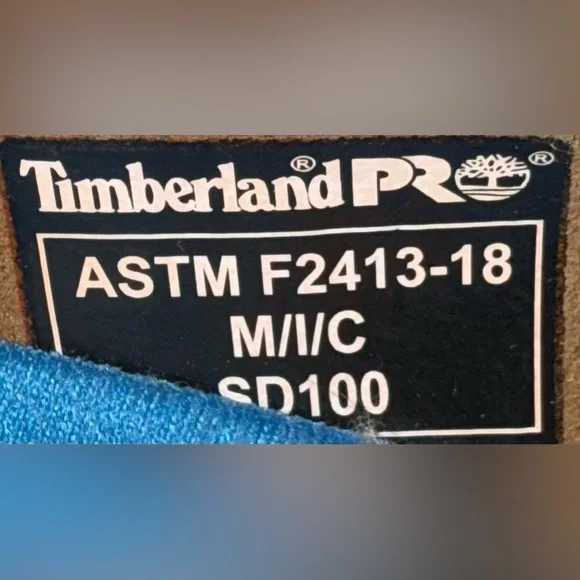 Timberland® PRO®
ASTM F2413-18
M/I/C
SD100